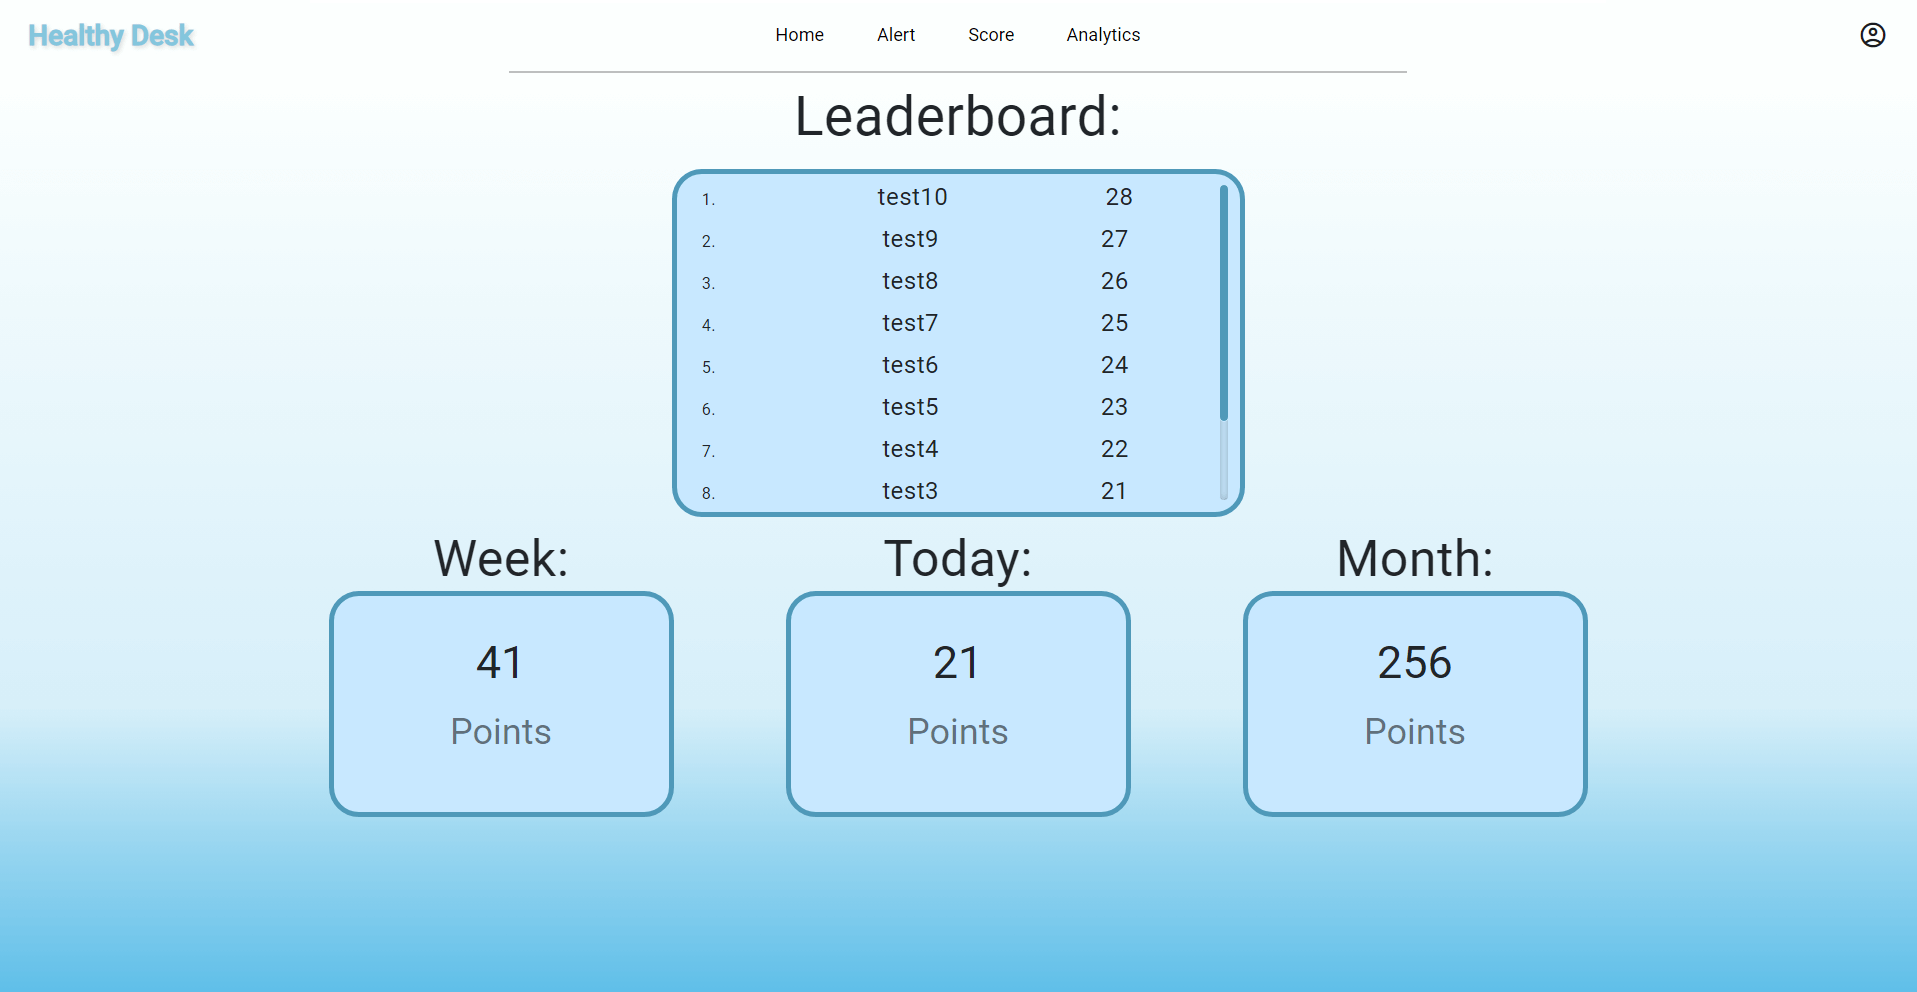 Healthy Desk
Home Alert Score Analytics
Leaderboard:
1. test10 28
2. test9 27
3. test8 26
4. test7 25
5. test6 24
6. test5 23
7. test4 22
8. test3 21
Week: Today: Month:
41 21 256
Points Points Points